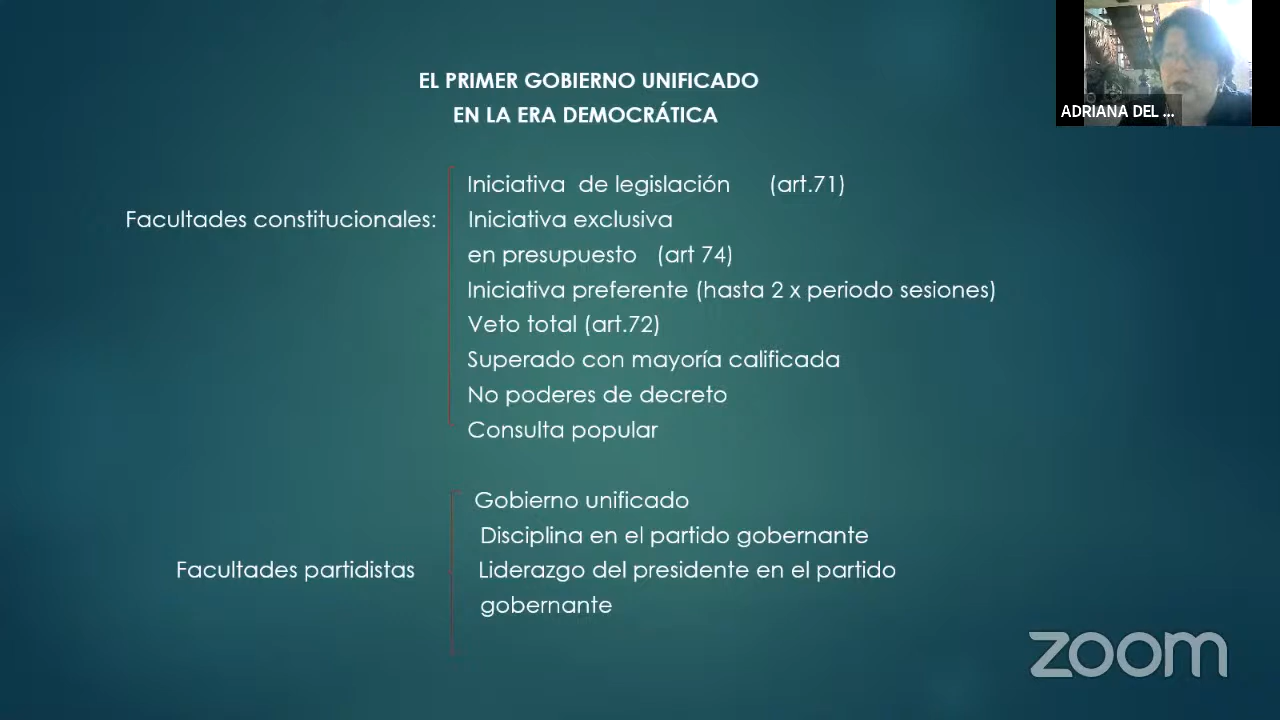 EL PRIMER GOBIERNO UNIFICADO
EN LA ERA DEMOCRÁTICA
ADRIANA DEL ...
Iniciativa de legislación (art.71)
Facultades constitucionales:
Iniciativa exclusiva
en presupuesto (art 74)
Iniciativa preferente (hasta 2 x periodo sesiones)
Veto total (art.72)
Superado con mayoría calificada
No poderes de decreto
Consulta popular
Gobierno unificado
Disciplina en el partido gobernante
Facultades partidistas
Liderazgo del presidente en el partido
gobernante
zoom